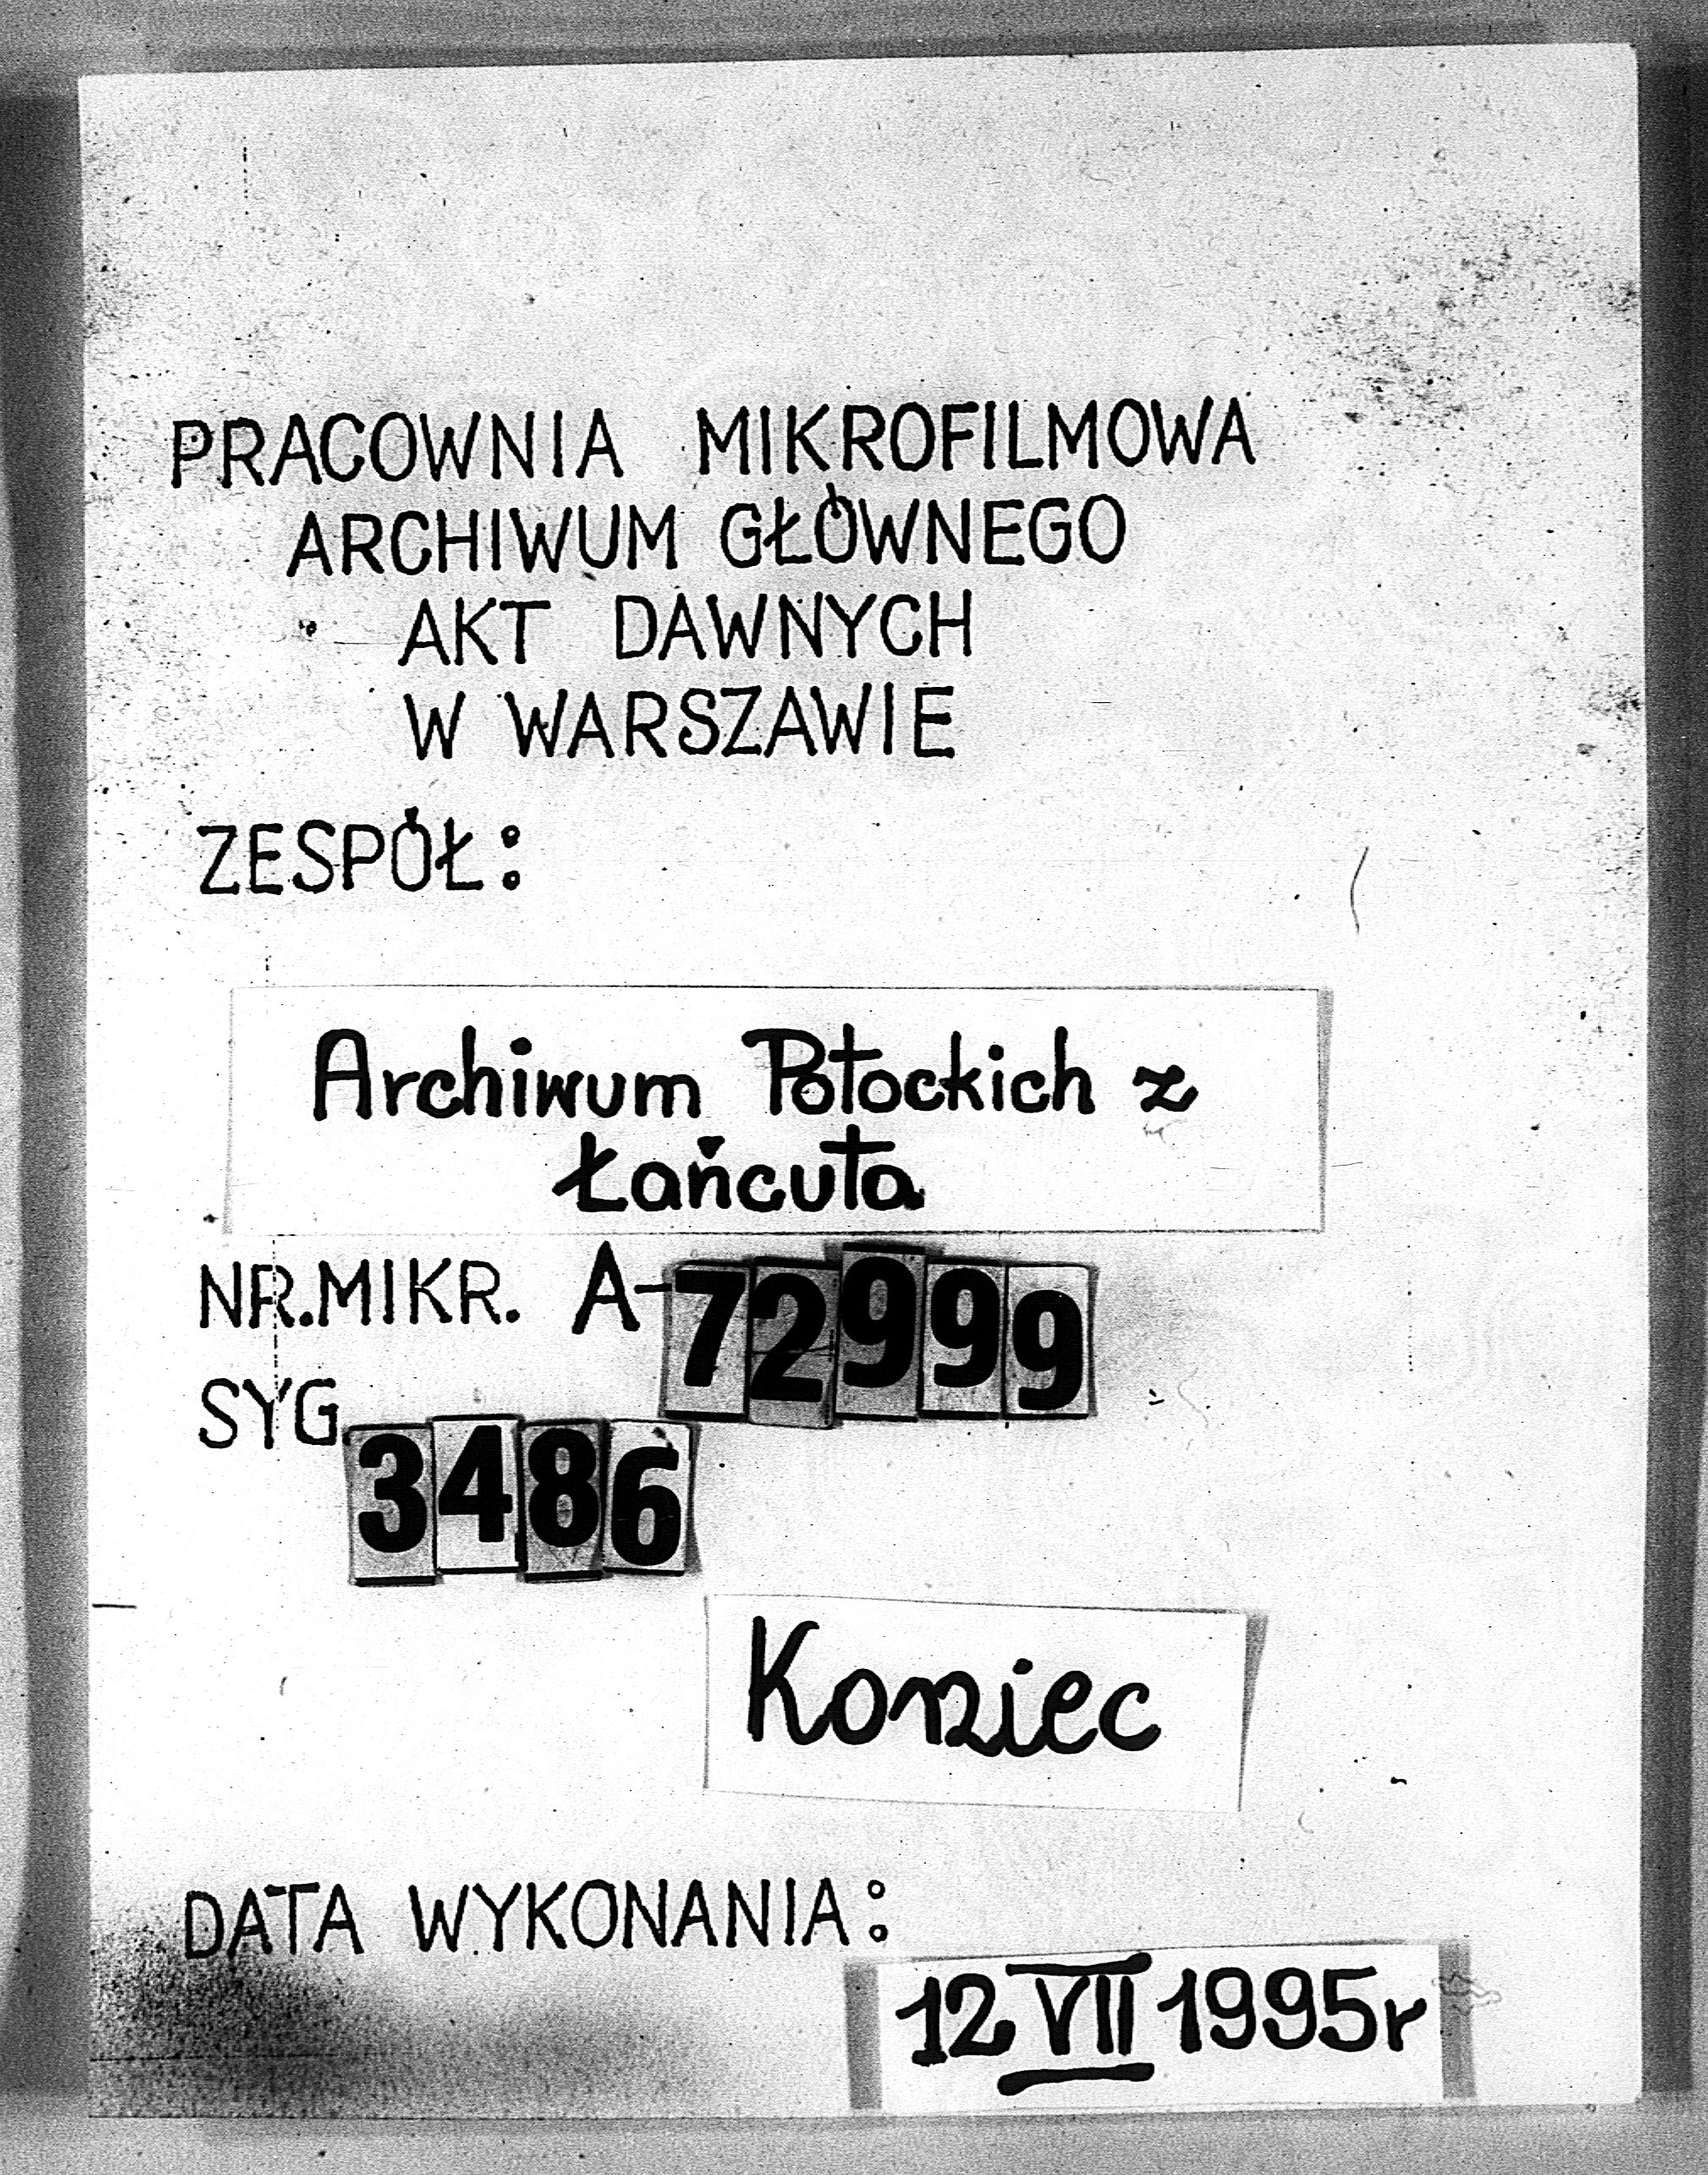 PRACOWNIA MIKROFILMOWA
ARCHIWUM GŁÓWNEGO
AKT DAWNYCH
W WARSZAWIE
ZESPÓŁ:
Archiwum Potockich z
Łańcuta
NR.MIKR. A-72999
SYG 3486
Koniec
DATA WYKONANIA:
12 VII 1995r